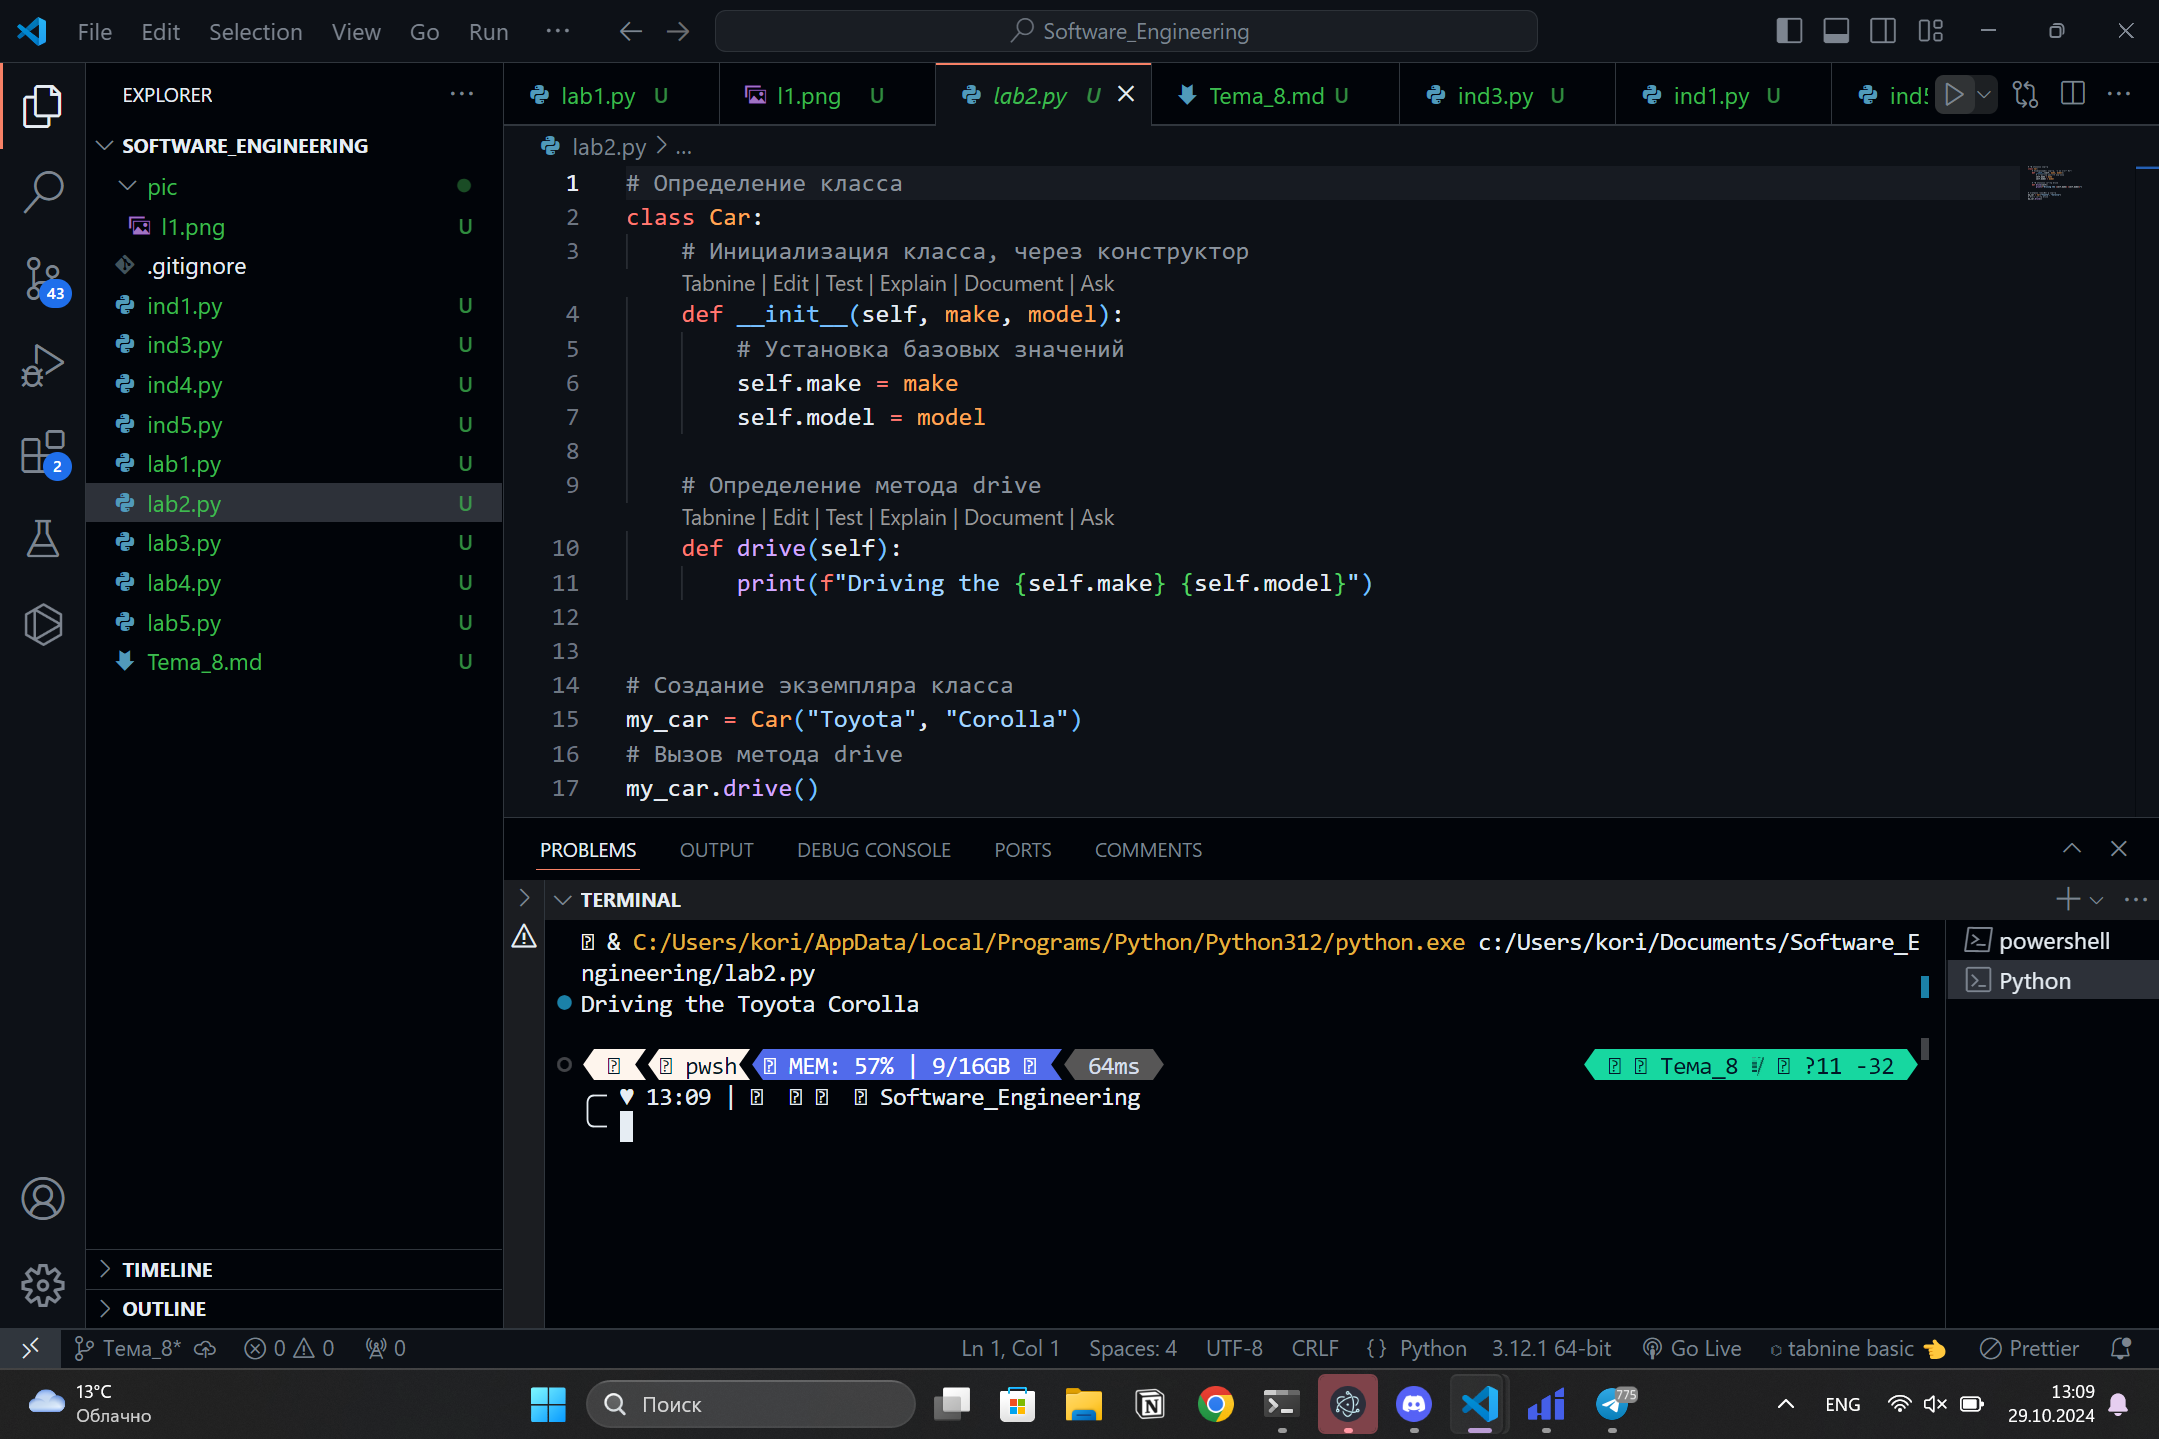 File Edit Selection View Go Run ··· Software_Engineering
EXPLORER ···
SOFTWARE_ENGINEERING
pic
l1.png U
.gitignore
ind1.py U
ind3.py U
ind4.py U
ind5.py U
lab1.py U
lab2.py U
lab3.py U
lab4.py U
lab5.py U
Tema_8.md U
TIMELINE
OUTLINE
43
2
lab1.py U l1.png U lab2.py U Tema_8.md U ind3.py U ind1.py U ind5
lab2.py > ...
1 # Определение класса
2 class Car:
3 # Инициализация класса, через конструктор
Tabnine | Edit | Test | Explain | Document | Ask
4 def __init__(self, make, model):
5 # Установка базовых значений
6 self.make = make
7 self.model = model
8
9 # Определение метода drive
Tabnine | Edit | Test | Explain | Document | Ask
10 def drive(self):
11 print(f"Driving the {self.make} {self.model}")
12
13
14 # Создание экземпляра класса
15 my_car = Car("Toyota", "Corolla")
16 # Вызов метода drive
17 my_car.drive()
PROBLEMS OUTPUT DEBUG CONSOLE PORTS COMMENTS
TERMINAL
& C:/Users/kori/AppData/Local/Programs/Python/Python312/python.exe c:/Users/kori/Documents/Software_E
ngineering/lab2.py
Driving the Toyota Corolla
pwsh MEM: 57% | 9/16GB 64ms Тема_8 ?11 -32
♥ 13:09 | Software_Engineering
powershell
Python
Тема_8* 0 0 0 Ln 1, Col 1 Spaces: 4 UTF-8 CRLF {} Python 3.12.1 64-bit Go Live tabnine basic Prettier
13°C
Облачно
Поиск
775
ENG
13:09
29.10.2024